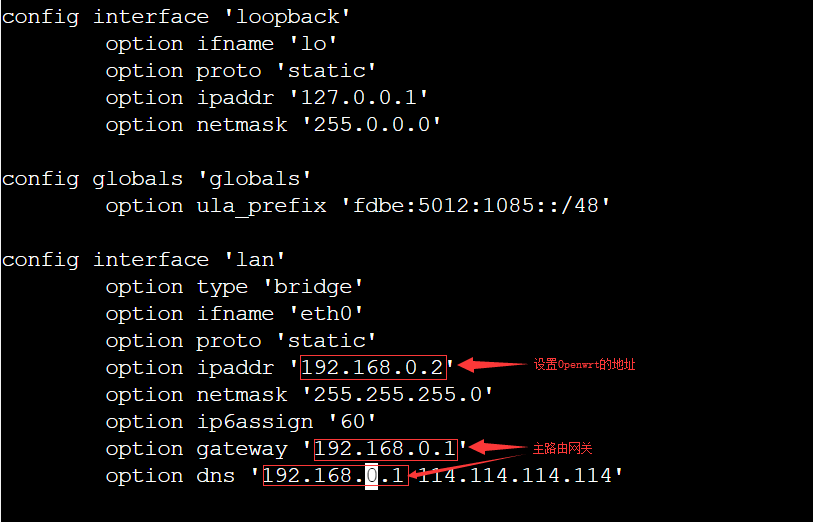 config interface 'loopback'
        option ifname 'lo'
        option proto 'static'
        option ipaddr '127.0.0.1'
        option netmask '255.0.0.0'

config globals 'globals'
        option ula_prefix 'fdbe:5012:1085::/48'

config interface 'lan'
        option type 'bridge'
        option ifname 'eth0'
        option proto 'static'
        option ipaddr '192.168.0.2' 设置Openwrt的地址
        option netmask '255.255.255.0'
        option ip6assign '60'
        option gateway '192.168.0.1' 主路由网关
        option dns '192.168.0.1 114.114.114.114'